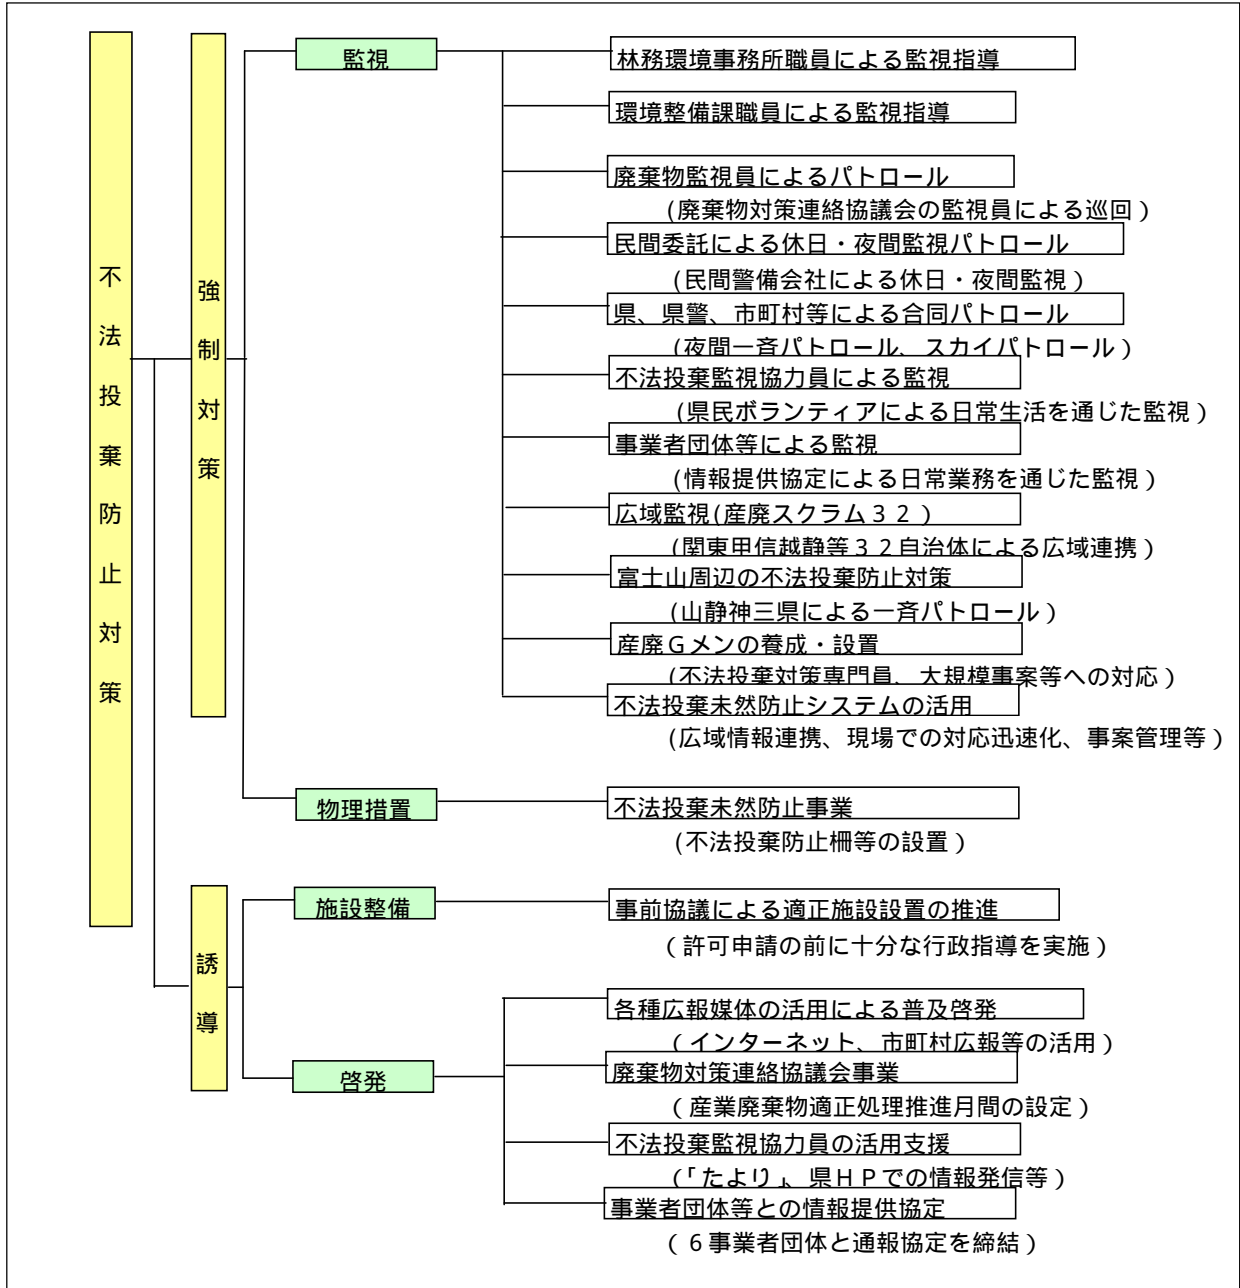 不法投棄防止対策
強制対策
監視
林務環境事務所職員による監視指導
環境整備課職員による監視指導
廃棄物監視員によるパトロール
(廃棄物対策連絡協議会の監視員による巡回)
民間委託による休日・夜間監視パトロール
(民間警備会社による休日・夜間監視)
県、県警、市町村等による合同パトロール
(夜間一斉パトロール、スカイパトロール)
不法投棄監視協力員による監視
(県民ボランティアによる日常生活を通じた監視)
事業者団体等による監視
(情報提供協定による日常業務を通じた監視)
広域監視(産廃スクラム32)
(関東甲信越静等32自治体による広域連携)
富士山周辺の不法投棄防止対策
(山静神三県による一斉パトロール)
産廃Gメンの養成・設置
(不法投棄対策専門員、大規模事案等への対応)
不法投棄未然防止システムの活用
(広域情報連携、現場での対応迅速化、事案管理等)
物理措置
不法投棄未然防止事業
(不法投棄防止柵等の設置)
誘導
施設整備
事前協議による適正施設設置の推進
(許可申請の前に十分な行政指導を実施)
啓発
各種広報媒体の活用による普及啓発
(インターネット、市町村広報等の活用)
廃棄物対策連絡協議会事業
(産業廃棄物適正処理推進月間の設定)
不法投棄監視協力員の活用支援
(「たより」、県HPでの情報発信等)
事業者団体等との情報提供協定
(6事業者団体と通報協定を締結)